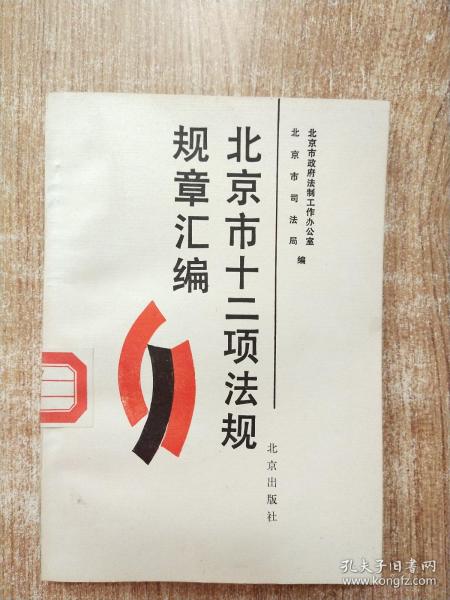 北京市政府法制工作办公室
北京市司法局
编
北京市十二项法规
规章汇编
北京出版社
孔夫子旧书网
www.kongfz.com